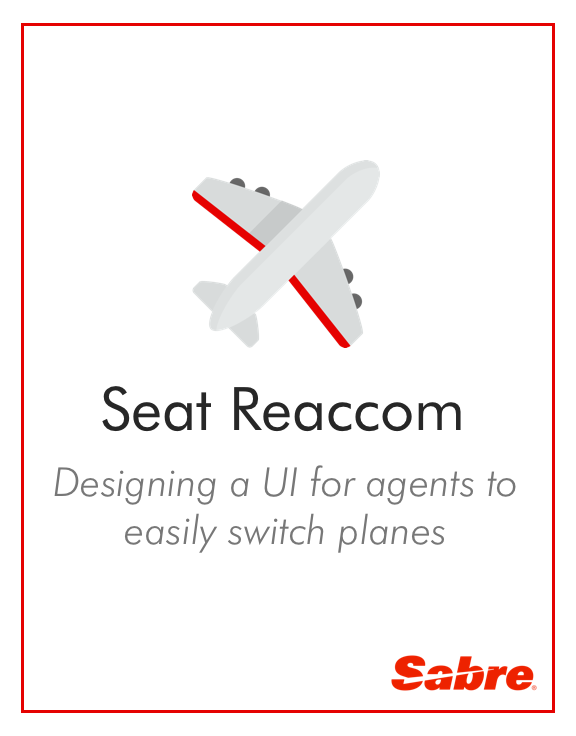 Seat Reaccom
Designing a UI for agents to
easily switch planes
Sabre®